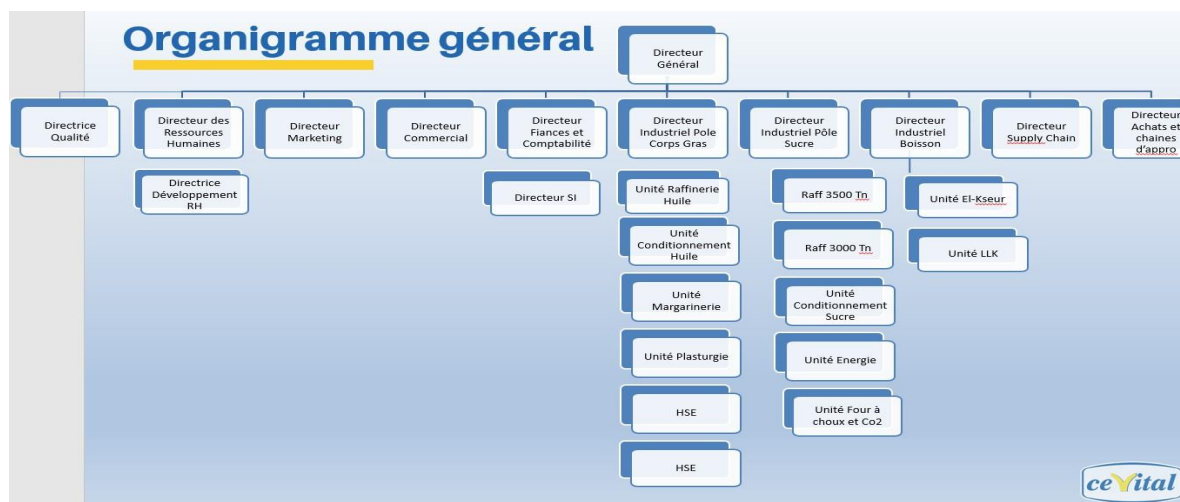 Organigramme général
Directeur
Général
Directrice
Qualité
Directeur des
Ressources
Humaines
Directeur
Marketing
Directeur
Commercial
Directeur
Fiances et
Comptabilité
Directeur
Industriel Pole
Corps Gras
Directeur
Industriel Pôle
Sucre
Directeur
Industriel
Boisson
Directeur
Supply Chain
Directeur
Achats et
chaines
d'appro
Directrice
Développement
RH
Directeur SI
Unité Raffinerie
Huile
Unité
Conditionnement
Huile
Unité
Margarinerie
Unité Plasturgie
HSE
HSE
Raff 3500 Tn
Raff 3000 Tn
Unité
Conditionnement
Sucre
Unité Energie
Unité Four à
choux et Co2
Unité El-Kseur
Unité LLK
cevital